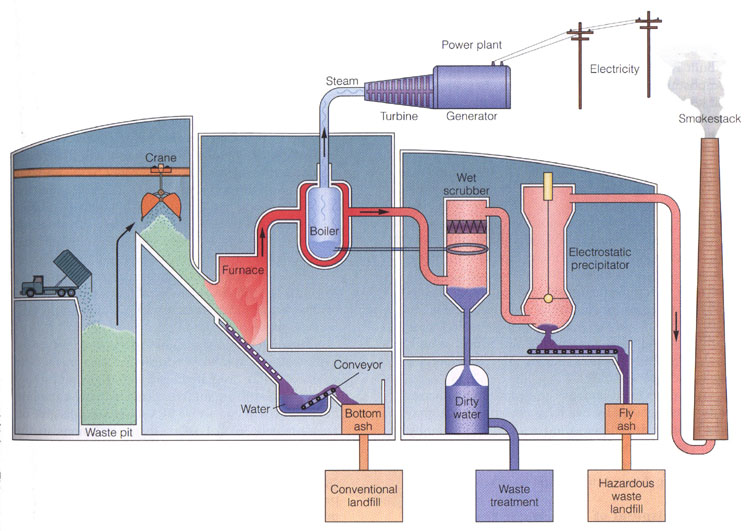 Power plant
Electricity
Steam
Turbine
Generator
Smokestack
Crane
Wet
scrubber
Boiler
Electrostatic
precipitator
Furnace
Conveyor
Water
Bottom
ash
Dirty
water
Fly
ash
Waste pit
Conventional
landfill
Waste
treatment
Hazardous
waste
landfill